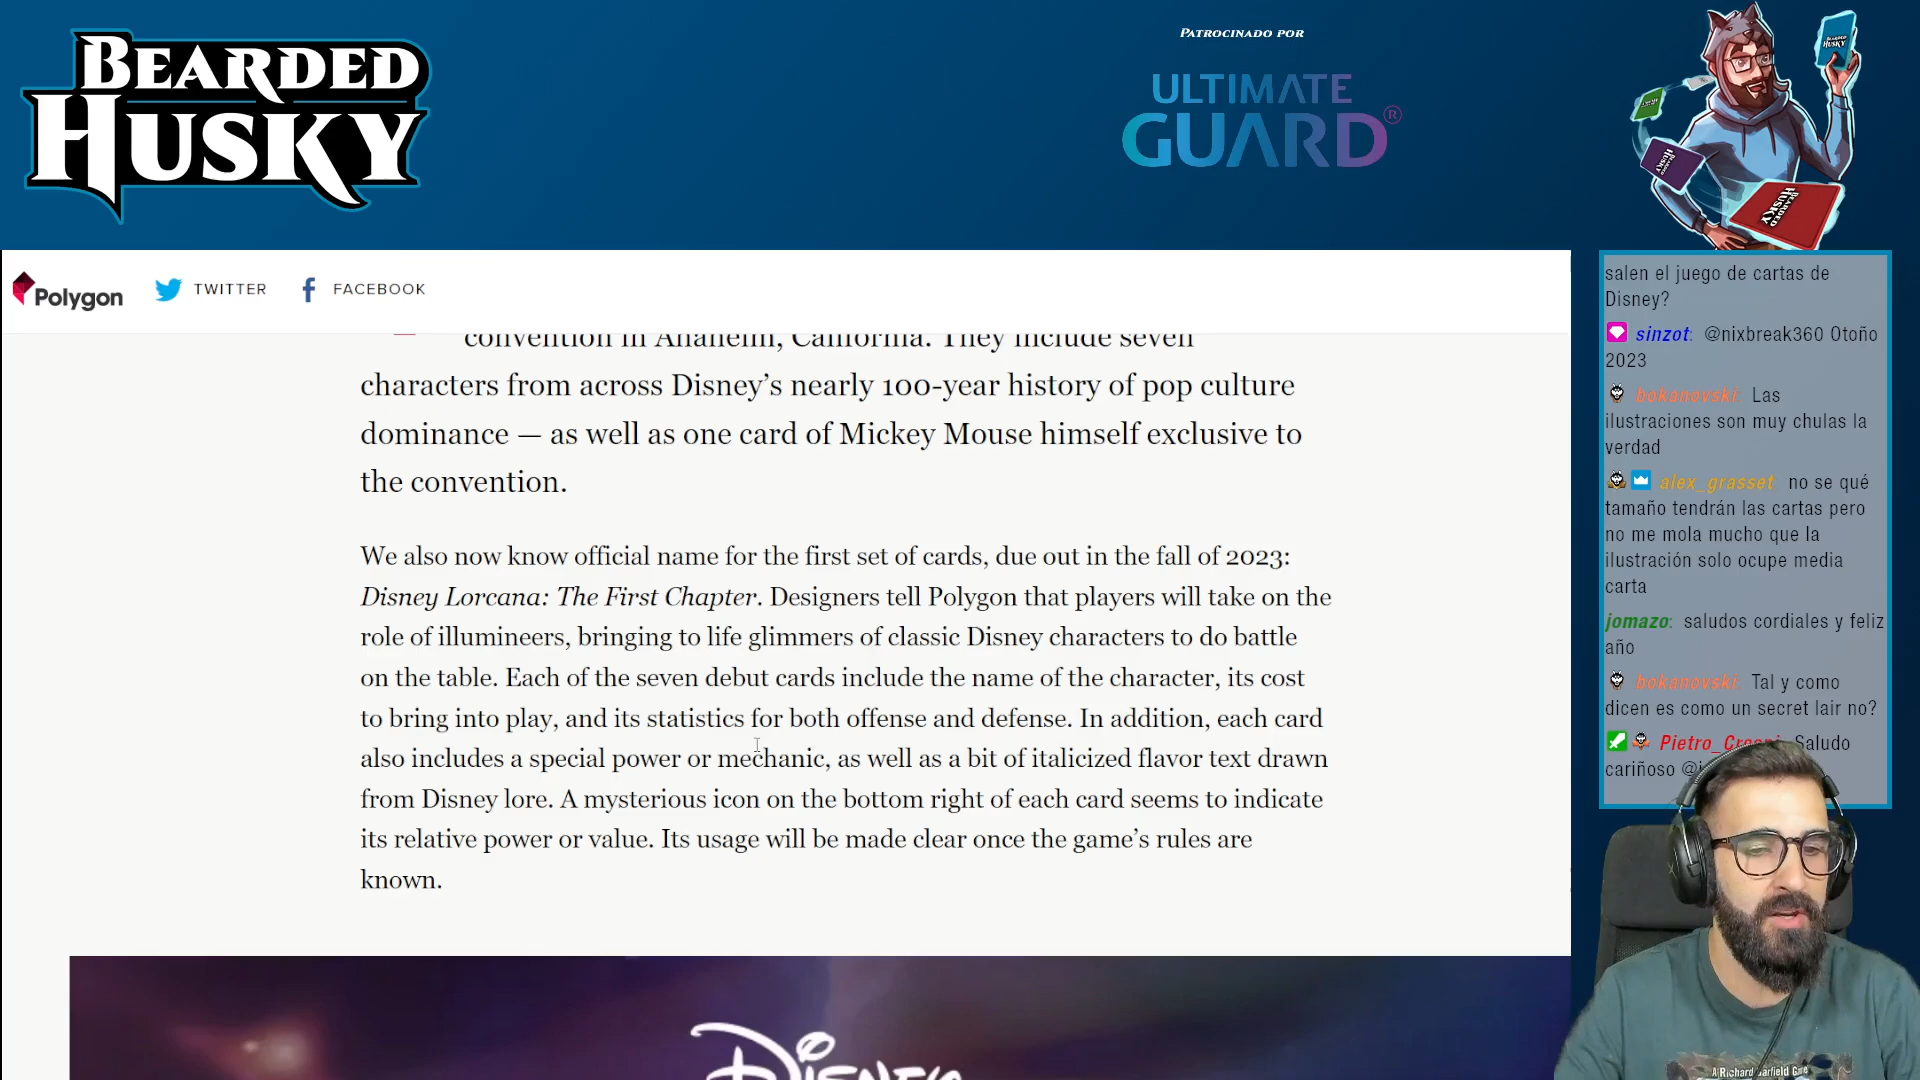 BEARDED
HUSKY
PATROCINADO POR
ULTIMATE
GUARD®
BEARDED
HUSKY
Polygon
TWITTER
FACEBOOK
convention in Anaheim, California. They include seven
characters from across Disney’s nearly 100-year history of pop culture
dominance — as well as one card of Mickey Mouse himself exclusive to
the convention.
We also now know official name for the first set of cards, due out in the fall of 2023:
Disney Lorcana: The First Chapter. Designers tell Polygon that players will take on the
role of illumineers, bringing to life glimmers of classic Disney characters to do battle
on the table. Each of the seven debut cards include the name of the character, its cost
to bring into play, and its statistics for both offense and defense. In addition, each card
also includes a special power or mechanic, as well as a bit of italicized flavor text drawn
from Disney lore. A mysterious icon on the bottom right of each card seems to indicate
its relative power or value. Its usage will be made clear once the game’s rules are
known.
DISNEY
salen el juego de cartas de
Disney?
sinzot: @nixbreak360 Otoño
2023
bokanovski: Las
ilustraciones son muy chulas la
verdad
alex_grasset no se qué
tamaño tendrán las cartas pero
no me mola mucho que la
ilustración solo ocupe media
carta
jomazo: saludos cordiales y feliz
año
bokanovski: Tal y como
dicen es como un secret lair no?
Saludo
cariñoso
A Richard Garfield Game